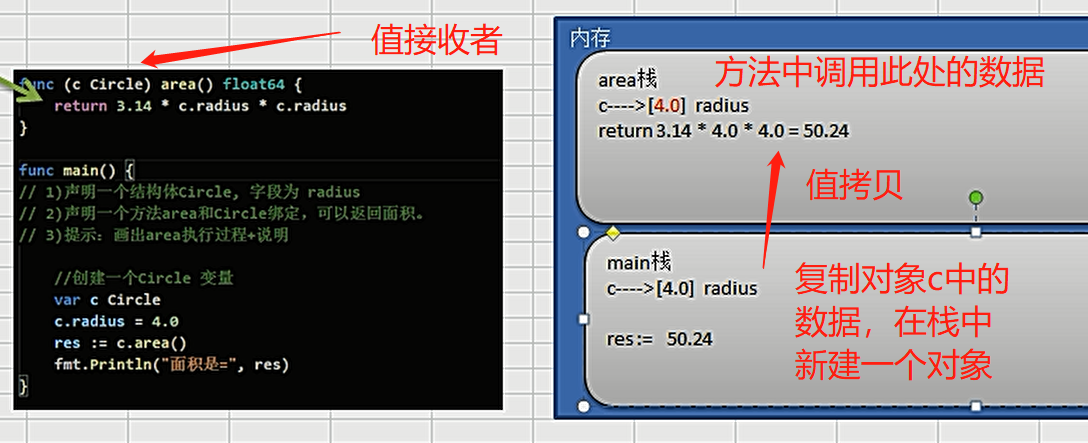 值接收者
func (c Circle) area() float64 {
return 3.14 * c.radius * c.radius
}
func main() {
// 1)声明一个结构体Circle, 字段为 radius
// 2)声明一个方法area和Circle绑定，可以返回面积。
// 3)提示：画出area执行过程+说明
//创建一个Circle 变量
var c Circle
c.radius = 4.0
res := c.area()
fmt.Println("面积是=", res)
}
内存
area栈
方法中调用此处的数据
c---->[4.0] radius
return 3.14 * 4.0 * 4.0 = 50.24
值拷贝
main栈
c---->[4.0] radius
res := 50.24
复制对象c中的
数据，在栈中
新建一个对象